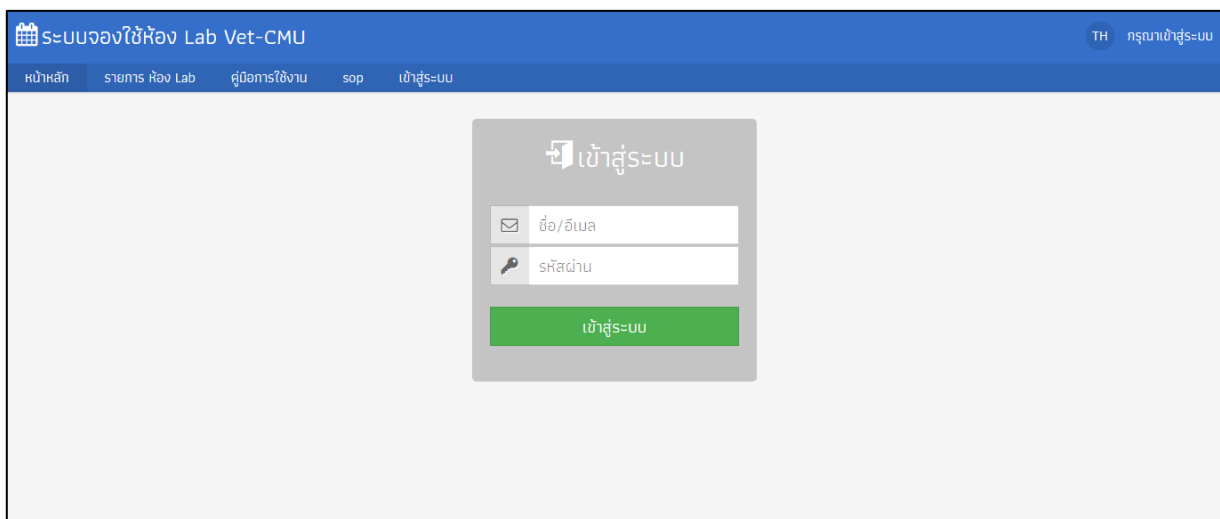 ระบบจองใช้ห้อง Lab Vet-CMU
TH กรุณาเข้าสู่ระบบ
หน้าหลัก รายการ ห้อง Lab คู่มือการใช้งาน sop เข้าสู่ระบบ
เข้าสู่ระบบ
ชื่อ/อีเมล
รหัสผ่าน
เข้าสู่ระบบ